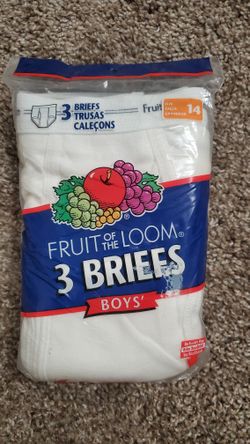 3 BRIEFS
TRUSAS
CALEÇONS
Fruit
14
FRUIT OF THE LOOM®
3 BRIEFS
BOYS'